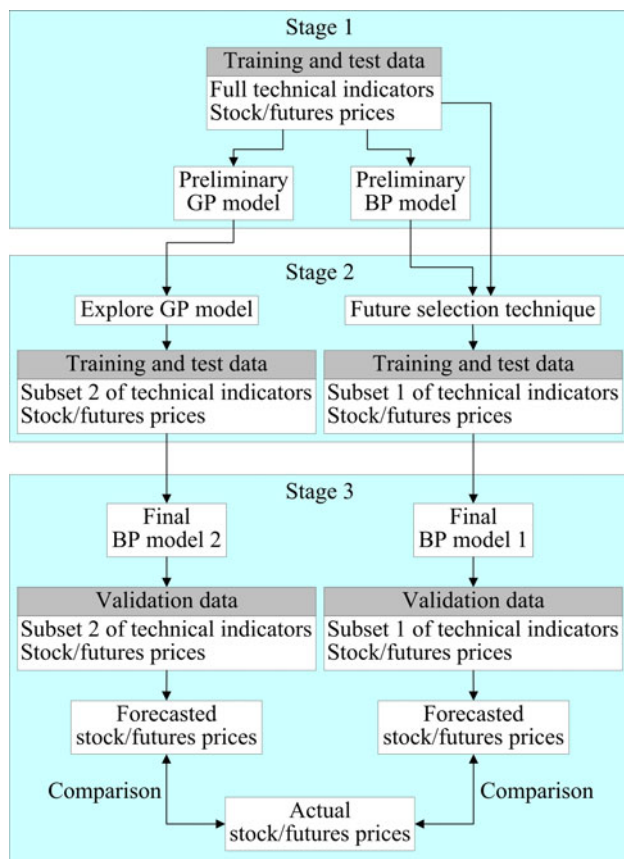 Stage 1
Training and test data
Full technical indicators
Stock/futures prices
Preliminary
GP model
Preliminary
BP model
Stage 2
Explore GP model
Future selection technique
Training and test data
Subset 2 of technical indicators
Stock/futures prices
Training and test data
Subset 1 of technical indicators
Stock/futures prices
Stage 3
Final
BP model 2
Final
BP model 1
Validation data
Subset 2 of technical indicators
Stock/futures prices
Validation data
Subset 1 of technical indicators
Stock/futures prices
Forecasted
stock/futures prices
Forecasted
stock/futures prices
Comparison
Comparison
Actual
stock/futures prices